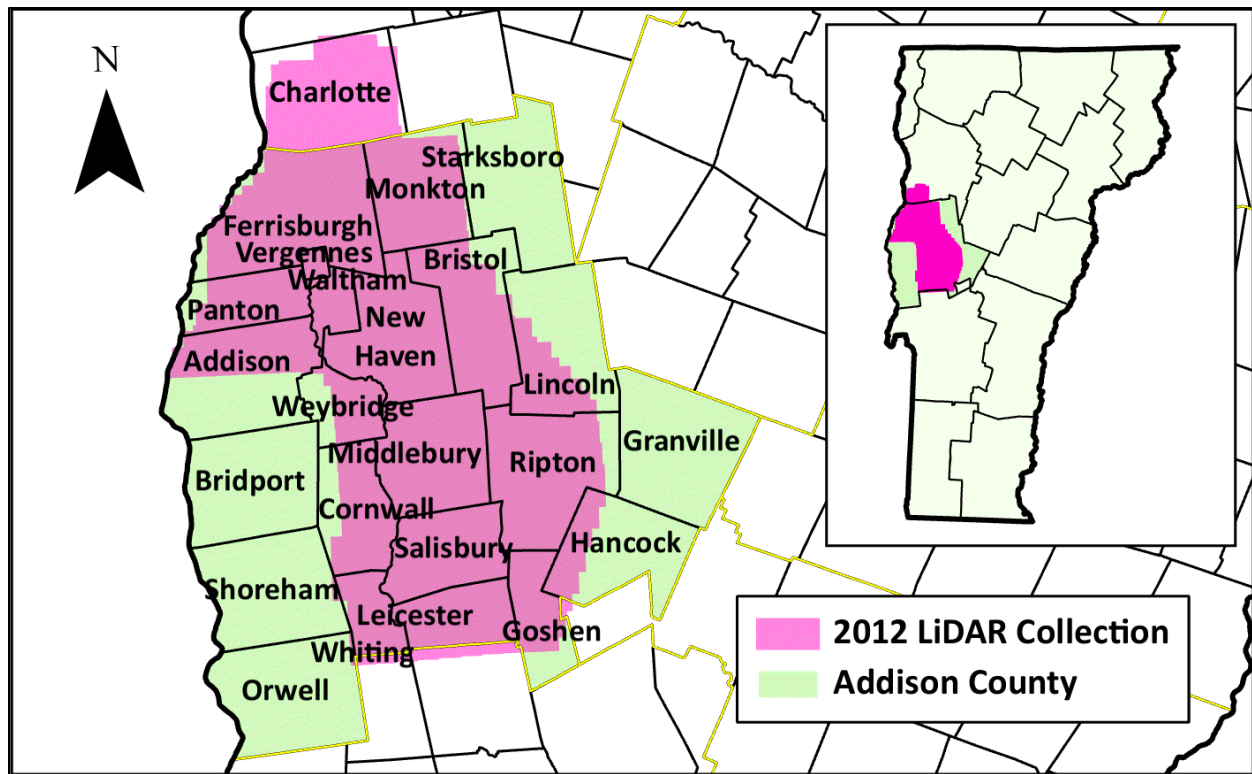 N
Charlotte
Starksboro
Monkton
Ferrisburgh
Vergennes
Bristol
Waltham
Panton
New
Haven
Addison
Lincoln
Weybridge
Granville
Middlebury
Ripton
Bridport
Cornwall
Salisbury
Hancock
Shoreham
Leicester
Goshen
Whiting
Orwell
2012 LiDAR Collection
Addison County